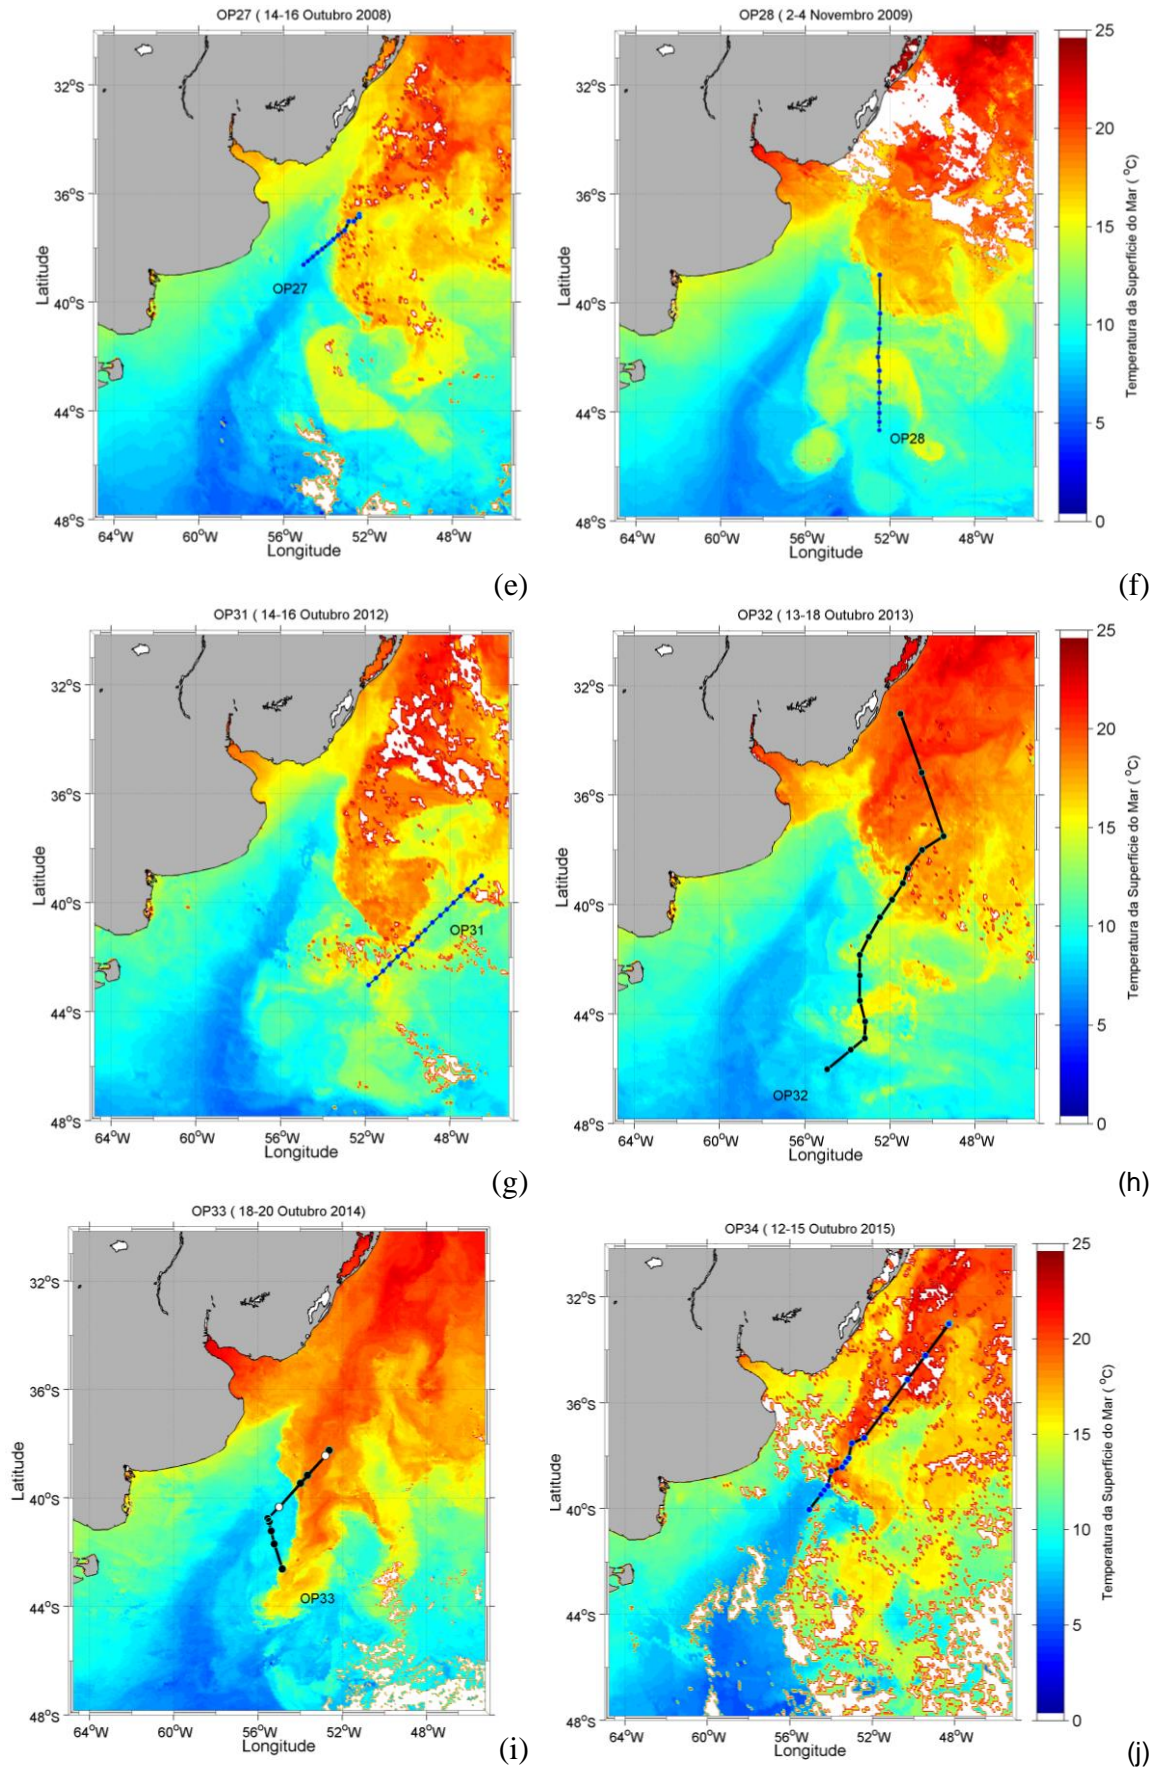 OP27 ( 14-16 Outubro 2008)
32°S
36°S
40°S
44°S
48°S
Latitude
OP27
64°W 60°W 56°W 52°W 48°W
Longitude
(e)
OP28 (2-4 Novembro 2009)
32°S
36°S
40°S
44°S
48°S
Latitude
OP28
64°W 60°W 56°W 52°W 48°W
Longitude
25
20
15
10
5
0
Temperatura da Superfície do Mar ( °C)
(f)
OP31 ( 14-16 Outubro 2012)
32°S
36°S
40°S
44°S
48°S
Latitude
OP31
64°W 60°W 56°W 52°W 48°W
Longitude
(g)
OP32 (13-18 Outubro 2013)
32°S
36°S
40°S
44°S
48°S
Latitude
OP32
64°W 60°W 56°W 52°W 48°W
Longitude
25
20
15
10
5
0
Temperatura da Superfície do Mar ( °C)
(h)
OP33 ( 18-20 Outubro 2014)
32°S
36°S
40°S
44°S
48°S
Latitude
OP33
64°W 60°W 56°W 52°W 48°W
Longitude
(i)
OP34 ( 12-15 Outubro 2015)
32°S
36°S
40°S
44°S
48°S
Latitude
64°W 60°W 56°W 52°W 48°W
Longitude
25
20
15
10
5
0
Temperatura da Superfície do Mar ( °C)
(j)